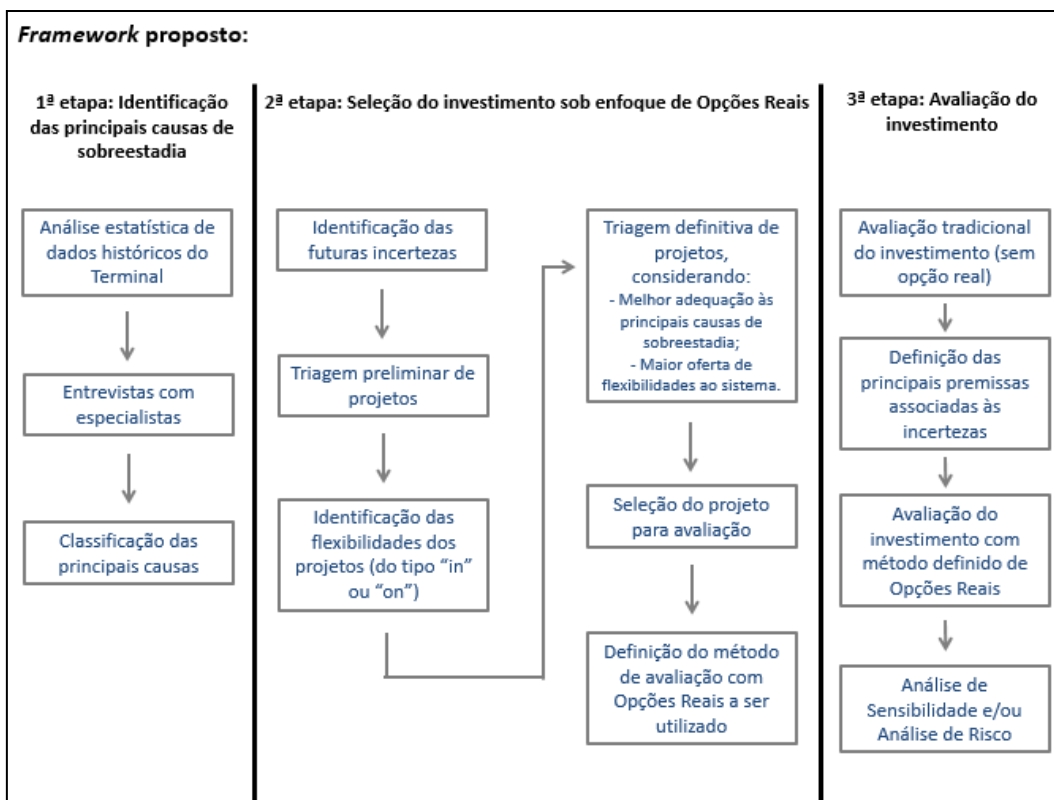 Framework proposto:
1ª etapa: Identificação
das principais causas de
sobreestadia
Análise estatística de
dados históricos do
Terminal
Entrevistas com
especialistas
Classificação das
principais causas
2ª etapa: Seleção do investimento sob enfoque de Opções Reais
Identificação das
futuras incertezas
Triagem preliminar de
projetos
Identificação das
flexibilidades dos
projetos (do tipo “in”
ou “on”)
Triagem definitiva de
projetos,
considerando:
- Melhor adequação às
principais causas de
sobreestadia;
- Maior oferta de
flexibilidades ao sistema.
Seleção do projeto
para avaliação
Definição do método
de avaliação com
Opções Reais a ser
utilizado
3ª etapa: Avaliação do
investimento
Avaliação tradicional
do investimento (sem
opção real)
Definição das
principais premissas
associadas às
incertezas
Avaliação do
investimento com
método definido de
Opções Reais
Análise de
Sensibilidade e/ou
Análise de Risco